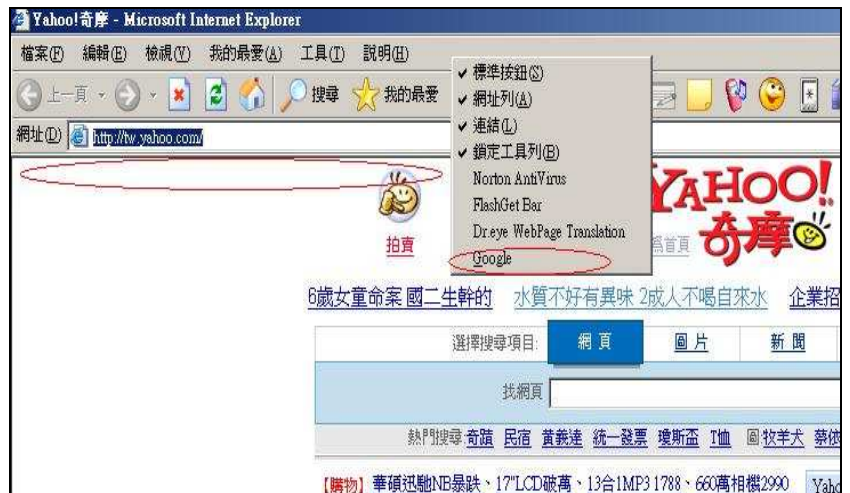 Yahoo!奇摩 - Microsoft Internet Explorer
檔案(F) 編輯(E) 檢視(V) 我的最愛(A) 工具(T) 說明(H)
上一頁 搜尋 我的最愛
標準按鈕(S)
網址列(A)
連結(L)
鎖定工具列(B)
Norton AntiVirus
FlashGet Bar
Dr.eye WebPage Translation
Google
網址(D) http://tw.yahoo.com/
拍賣 為首頁 YAHOO! 奇摩
6歲女童命案 國二生幹的 水質不好有異味 2成人不喝自來水 企業招
選擇搜尋項目: 網頁 圖片 新聞
找網頁
熱門搜尋:奇蹟 民宿 黃義達 統一發票 瓊斯盃 T恤 圖:牧羊犬 蔡依
【購物】華碩迅馳NB暴跌、17"LCD破萬、13合1MP3 1788、660萬相機2990 Yaho